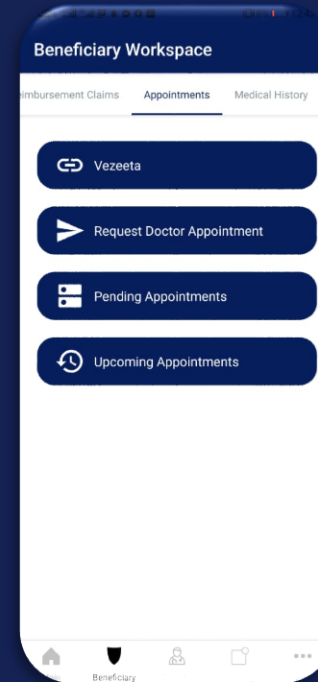 Beneficiary Workspace
eimbursement Claims Appointments Medical History
Vezeeta
Request Doctor Appointment
Pending Appointments
Upcoming Appointments
Beneficiary